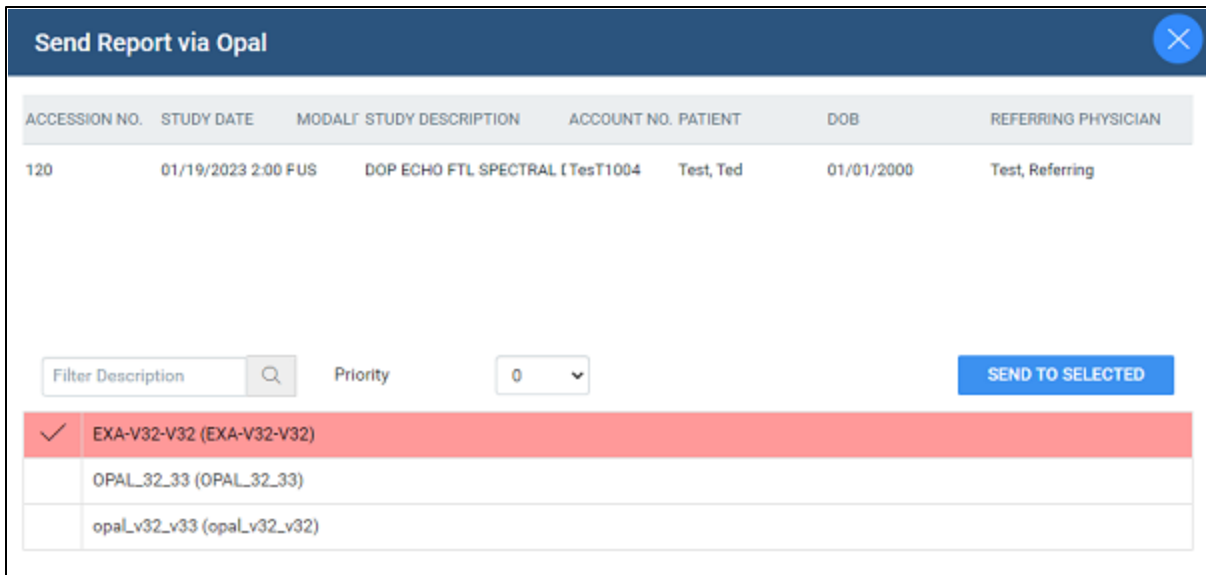 Send Report via Opal
ACCESSION NO. STUDY DATE MODALI STUDY DESCRIPTION ACCOUNT NO. PATIENT DOB REFERRING PHYSICIAN
120 01/19/2023 2:00 P US DOP ECHO FTL SPECTRAL D TesT1004 Test, Ted 01/01/2000 Test, Referring
Filter Description Priority 0 SEND TO SELECTED
EXA-V32-V32 (EXA-V32-V32)
OPAL_32_33 (OPAL_32_33)
opal_v32_v33 (opal_v32_v32)